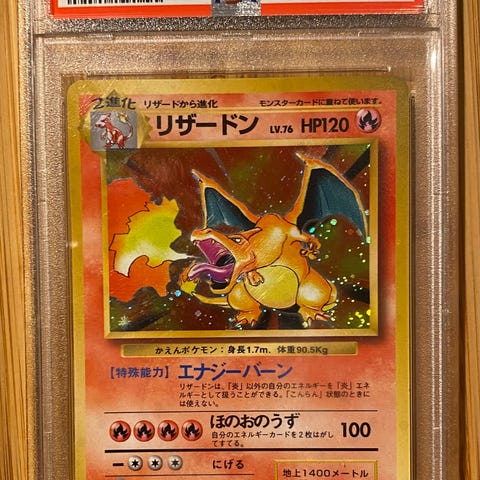 2進化 リザードから進化 モンスターカードに重ねて使います。
リザードン LV.76 HP120
かえんポケモン：身長1.7m、体重90.5Kg
【特殊能力】 エナジーバーン
リザードンは、「炎」以外の自分のエネルギーを「炎」エネ
ルギーとして扱うことができる。「こんらん」状態のときに
は使えない。
ほのおのうず 100
自分のエネルギーカードを2枚はがし
てすてる。
にげる
地上1400メートル